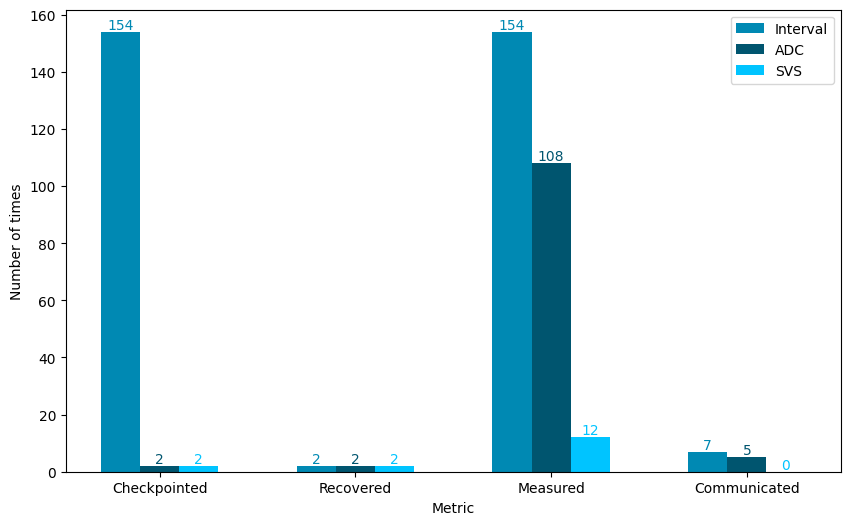 160
140
120
100
80
60
40
20
0
Number of times
154
2
2
2
2
2
154
108
12
7
5
0
Interval
ADC
SVS
Checkpointed
Recovered
Measured
Communicated
Metric